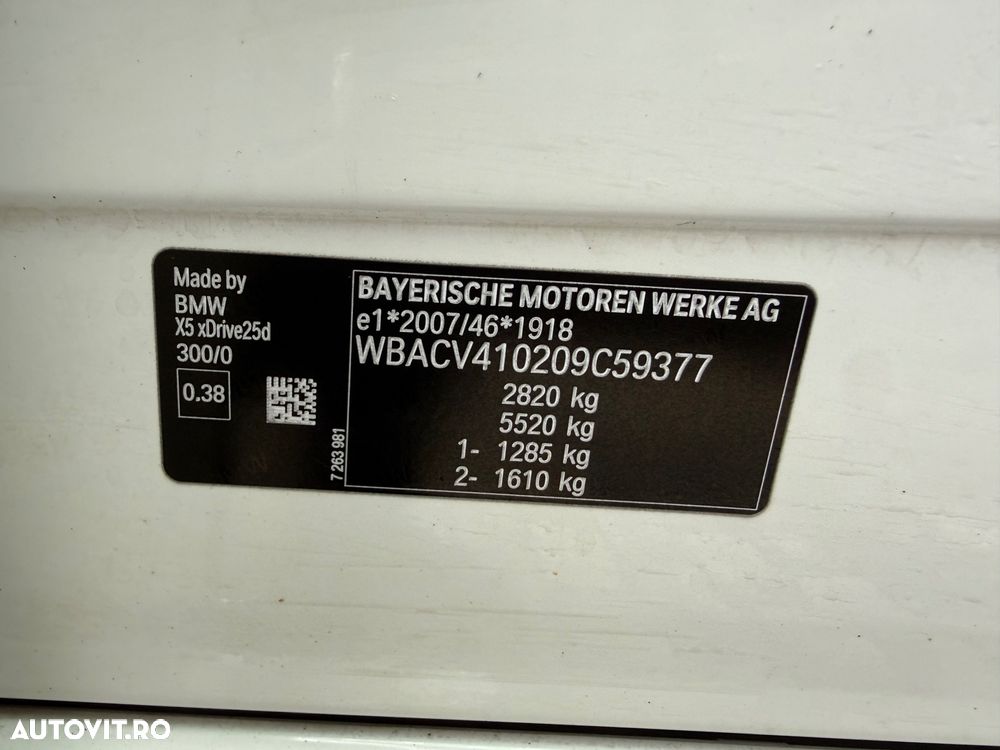 Made by
BMW
X5 xDrive25d
300/0
0.38
7 263 981
BAYERISCHE MOTOREN WERKE AG
e1*2007/46*1918
WBACV410209C59377
2820 kg
5520 kg
1- 1285 kg
2- 1610 kg
AUTOVIT.RO